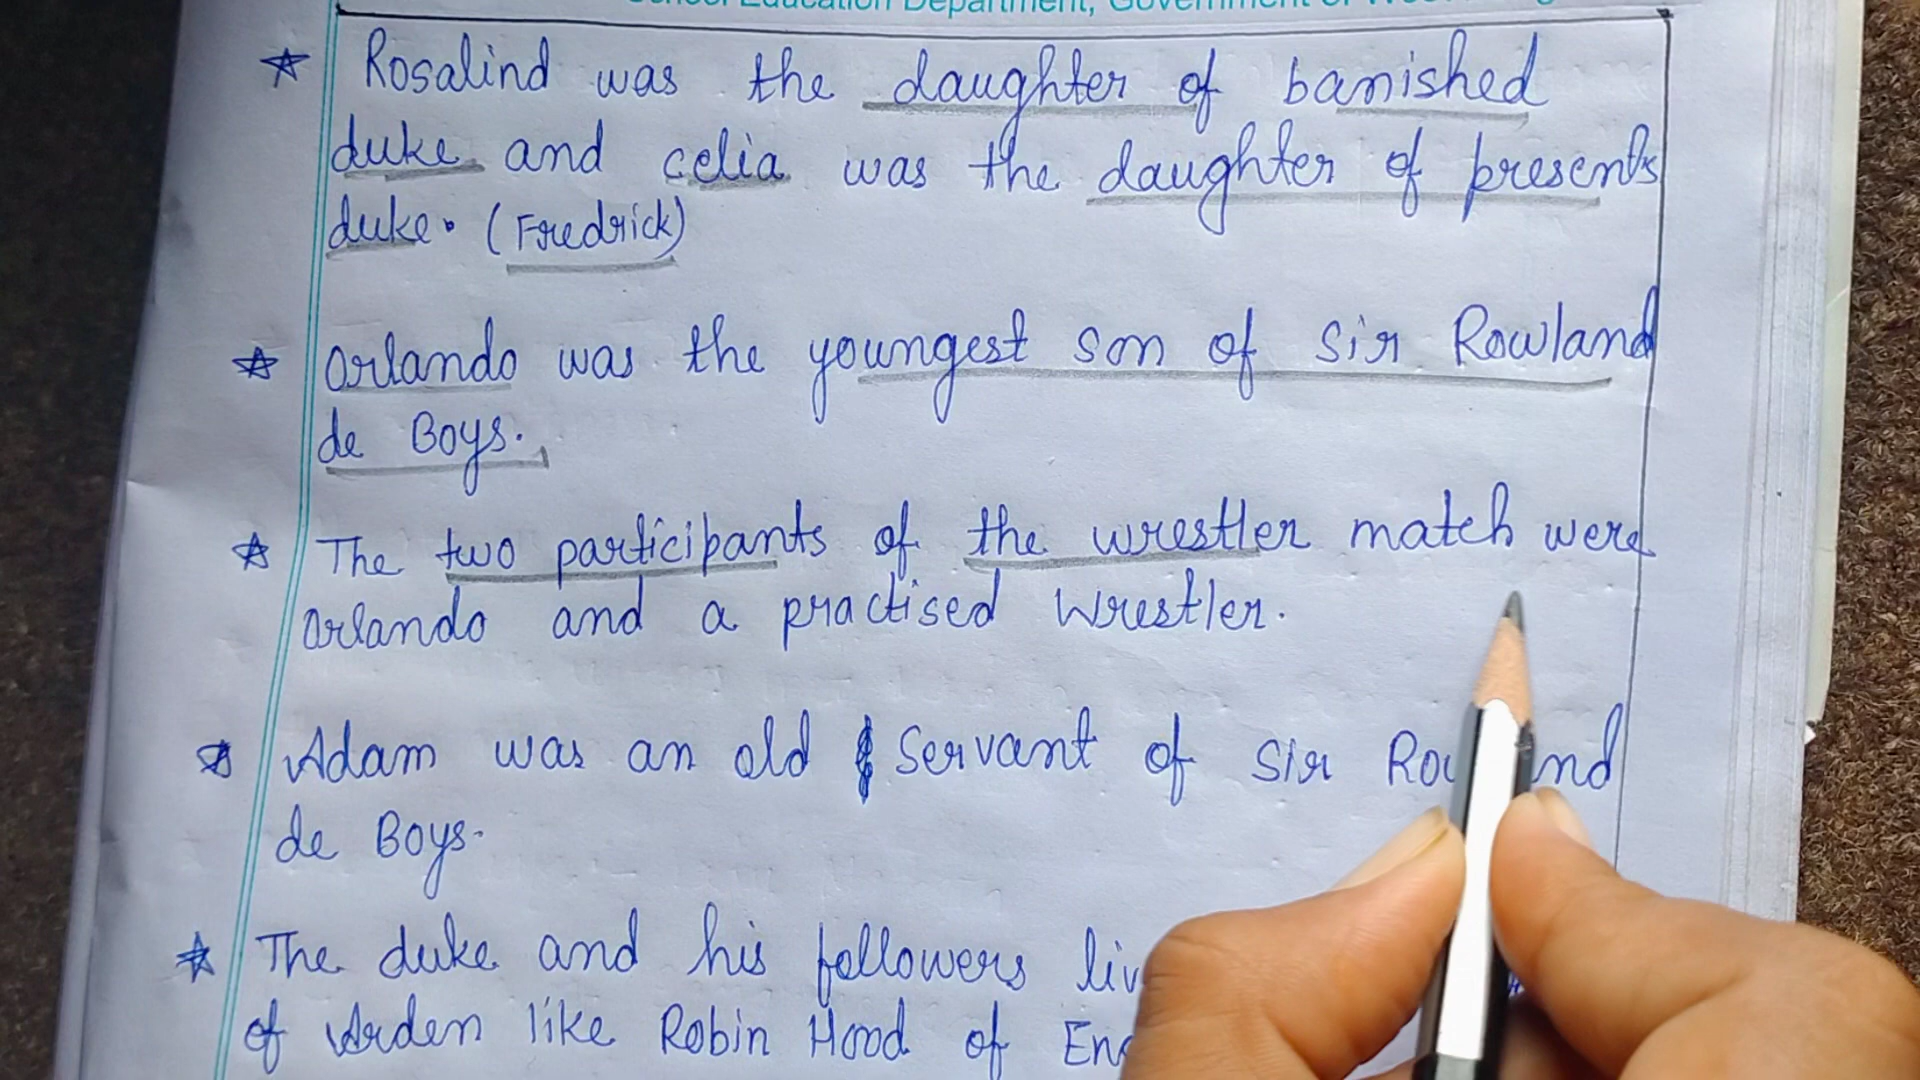 School Education Department, Government of
★ Rosalind was the daughter of banished
duke and celia was the daughter of presents
duke. (Fredrick)
★ Orlando was the youngest son of Sir Rowland
de Boys.
★ The two participants of the wrestler match were
Orlando and a practised Wrestler.
★ Adam was an old Servant of Sir
de Boys.
★ The duke and his followers
of Arden like Robin Hood of